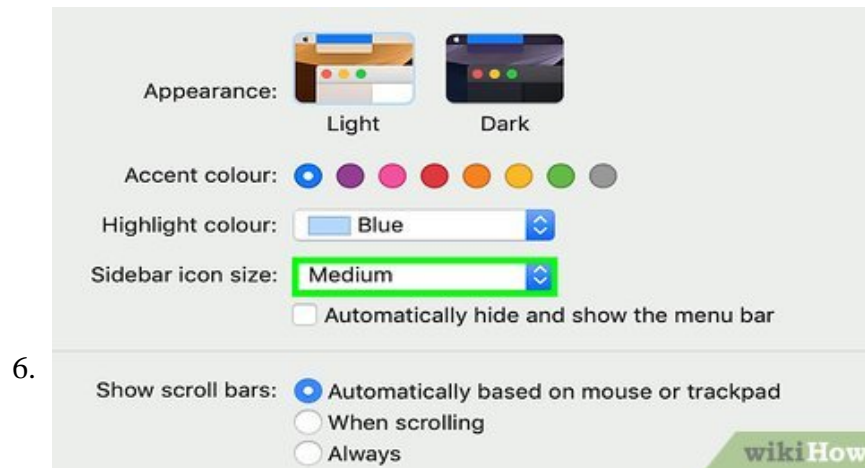 Appearance:
Light Dark
Accent colour:
Highlight colour: Blue
Sidebar icon size: Medium
Automatically hide and show the menu bar
6.
Show scroll bars: Automatically based on mouse or trackpad
When scrolling
Always
wikiHow